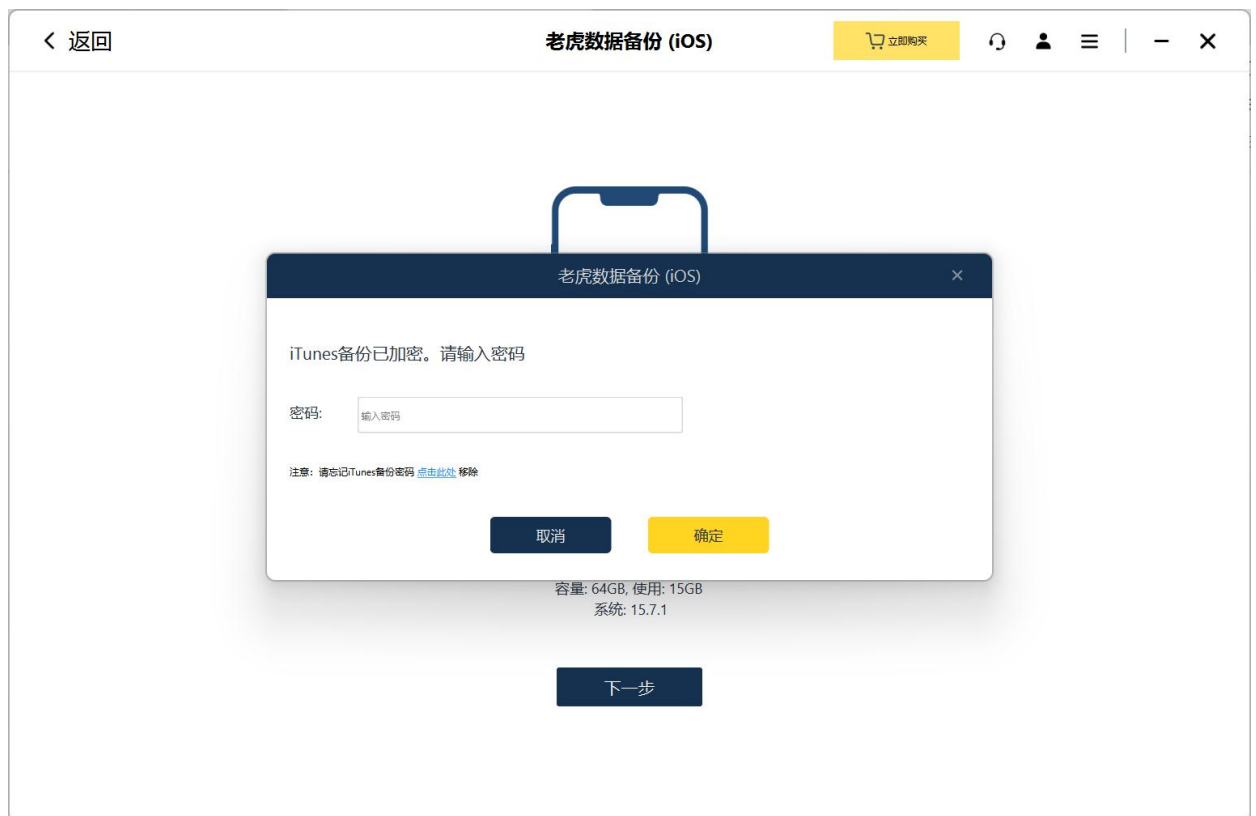 返回
老虎数据备份 (iOS)
立即购买
老虎数据备份 (iOS)
iTunes备份已加密。请输入密码
密码:
输入密码
注意：请忘记iTunes备份密码 点击此处 移除
取消
确定
容量: 64GB, 使用: 15GB
系统: 15.7.1
下一步